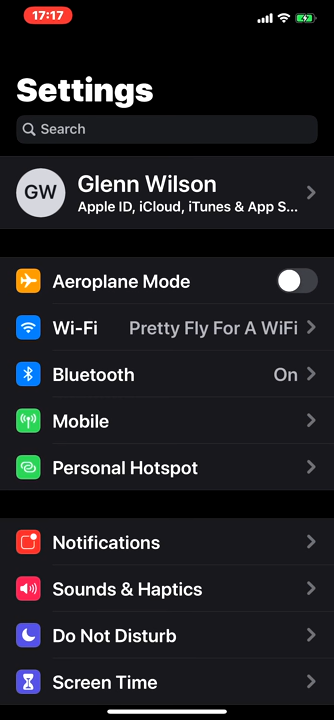 17:17
Settings
Search
GW
Glenn Wilson
Apple ID, iCloud, iTunes & App S...
Aeroplane Mode
Wi-Fi Pretty Fly For A WiFi
Bluetooth On
Mobile
Personal Hotspot
Notifications
Sounds & Haptics
Do Not Disturb
Screen Time